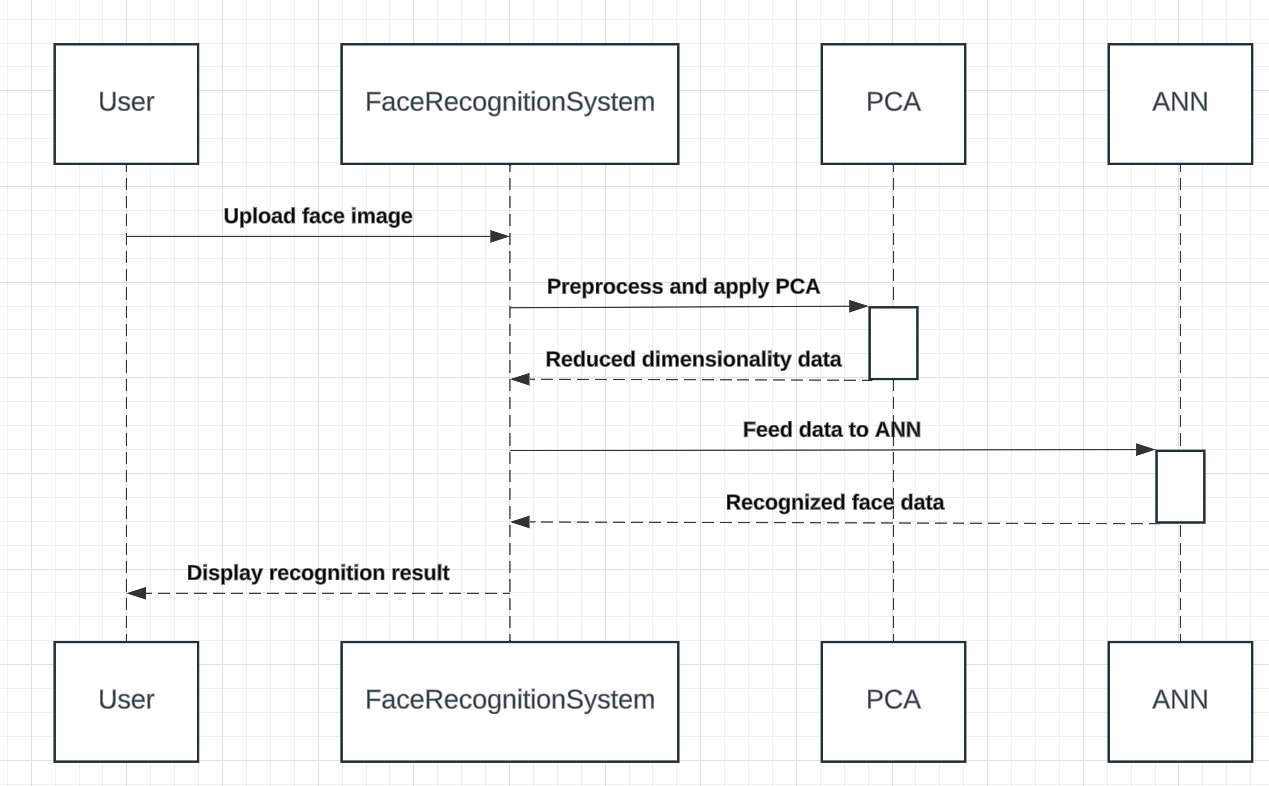 User
FaceRecognitionSystem
PCA
ANN
Upload face image
Preprocess and apply PCA
Reduced dimensionality data
Feed data to ANN
Recognized face data
Display recognition result
User
FaceRecognitionSystem
PCA
ANN